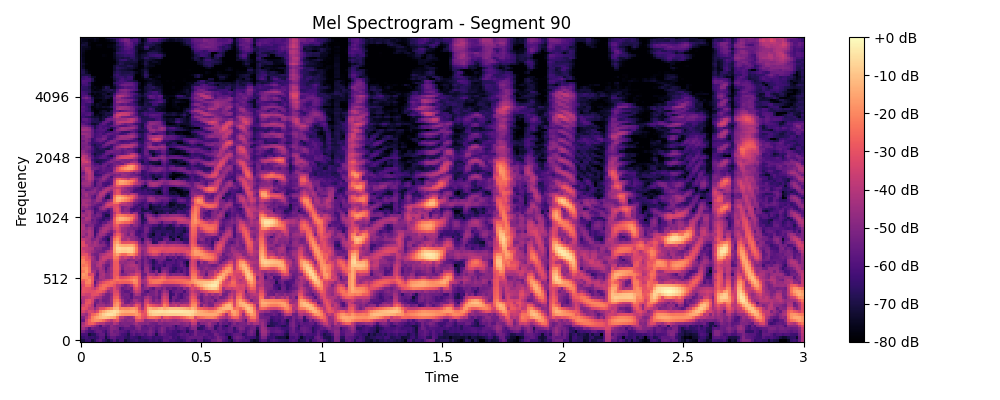 Mel Spectrogram - Segment 90
+0 dB
-10 dB
-20 dB
-30 dB
-40 dB
-50 dB
-60 dB
-70 dB
-80 dB
Frequency
4096
2048
1024
512
0
0
0.5
1
1.5
2
2.5
3
Time